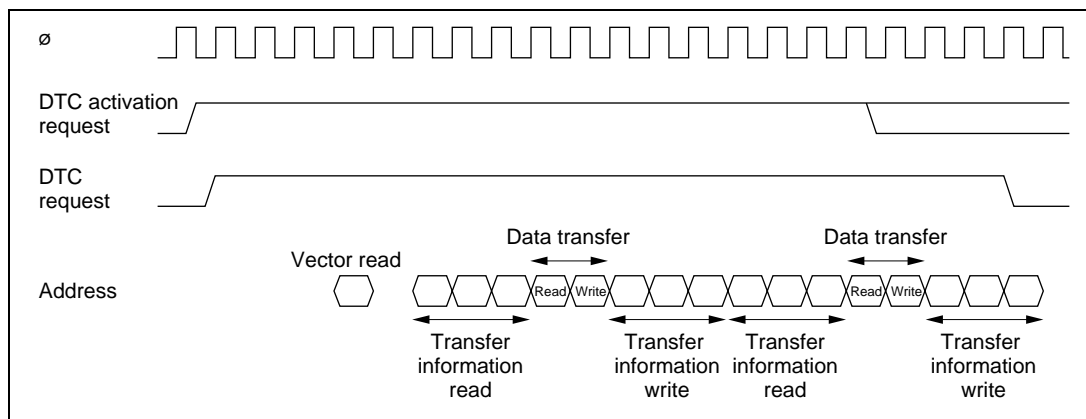 ø
DTC activation
request
DTC
request
Data transfer
Data transfer
Vector read
Address
Read Write
Read Write
Transfer
information
read
Transfer
information
write
Transfer
information
read
Transfer
information
write